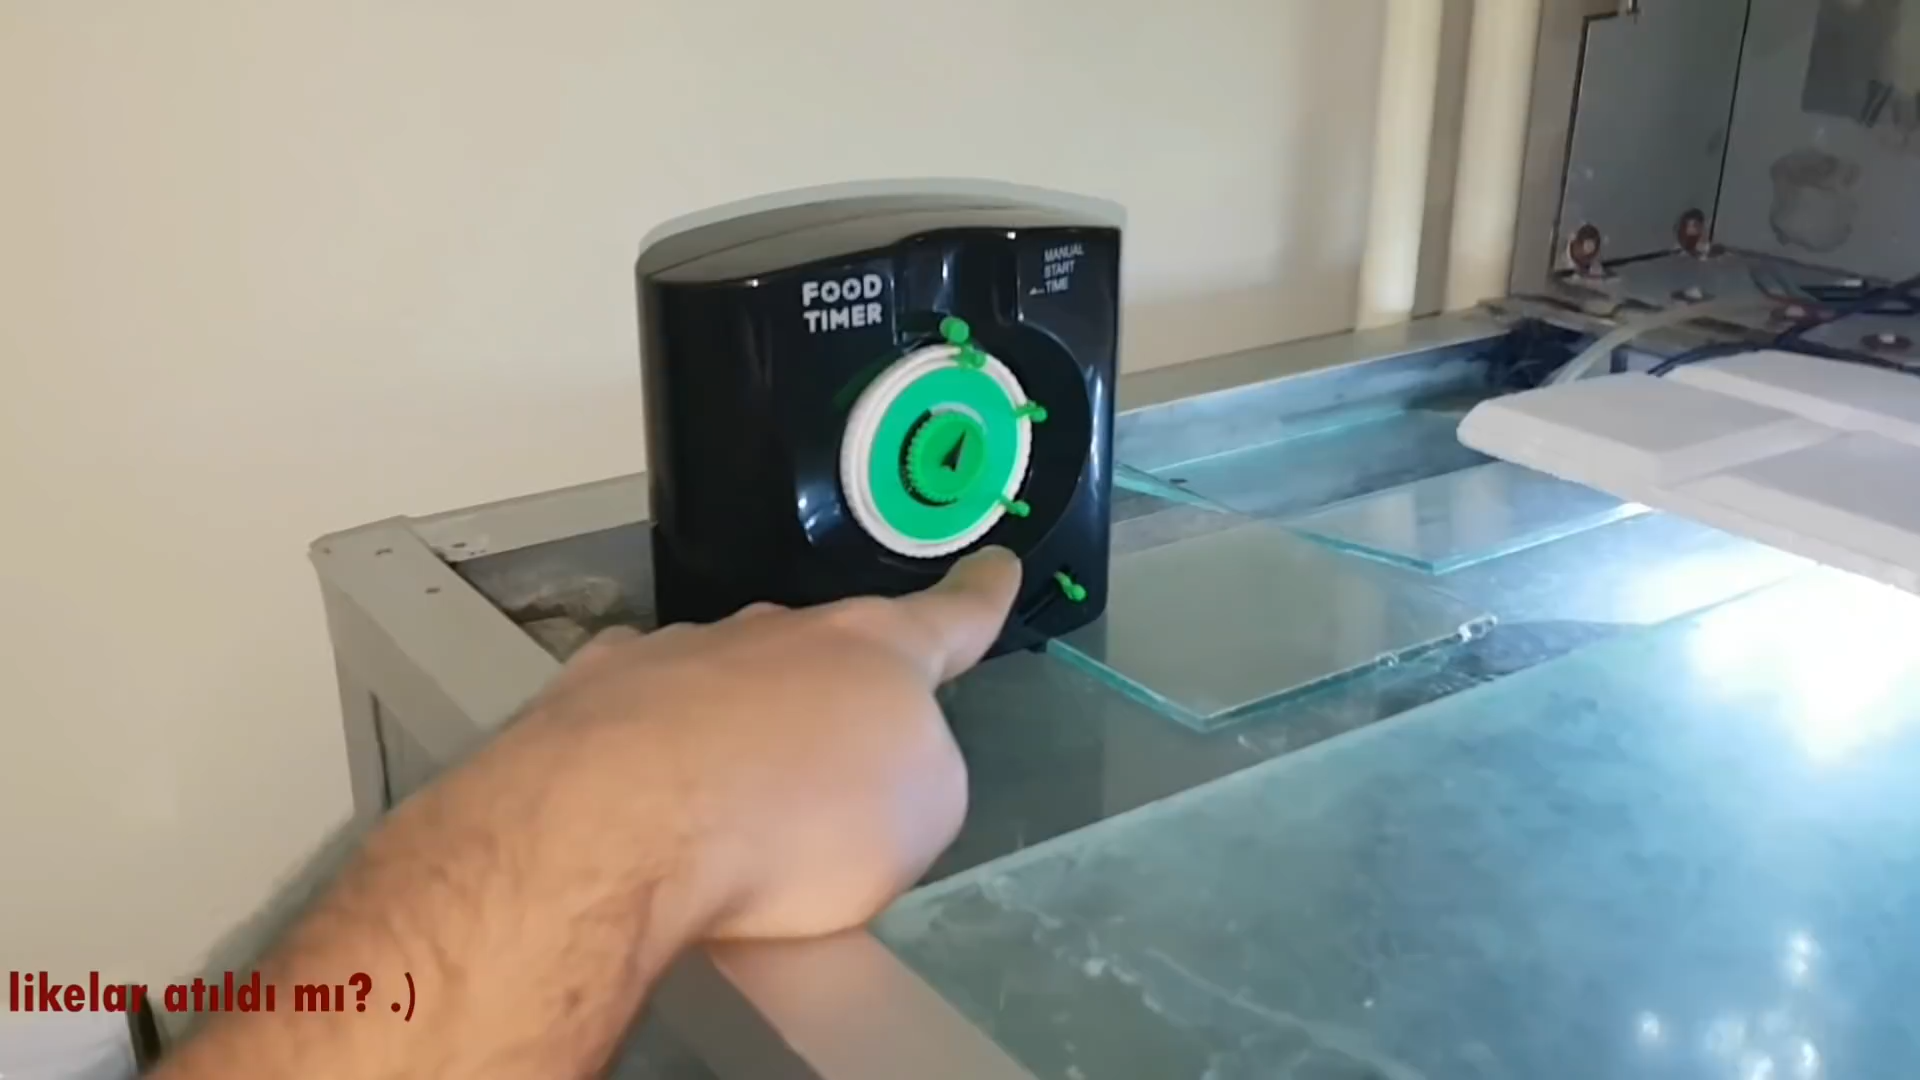 FOOD
TIMER
MANUAL
START
TIME
likelar atıldı mı? .)